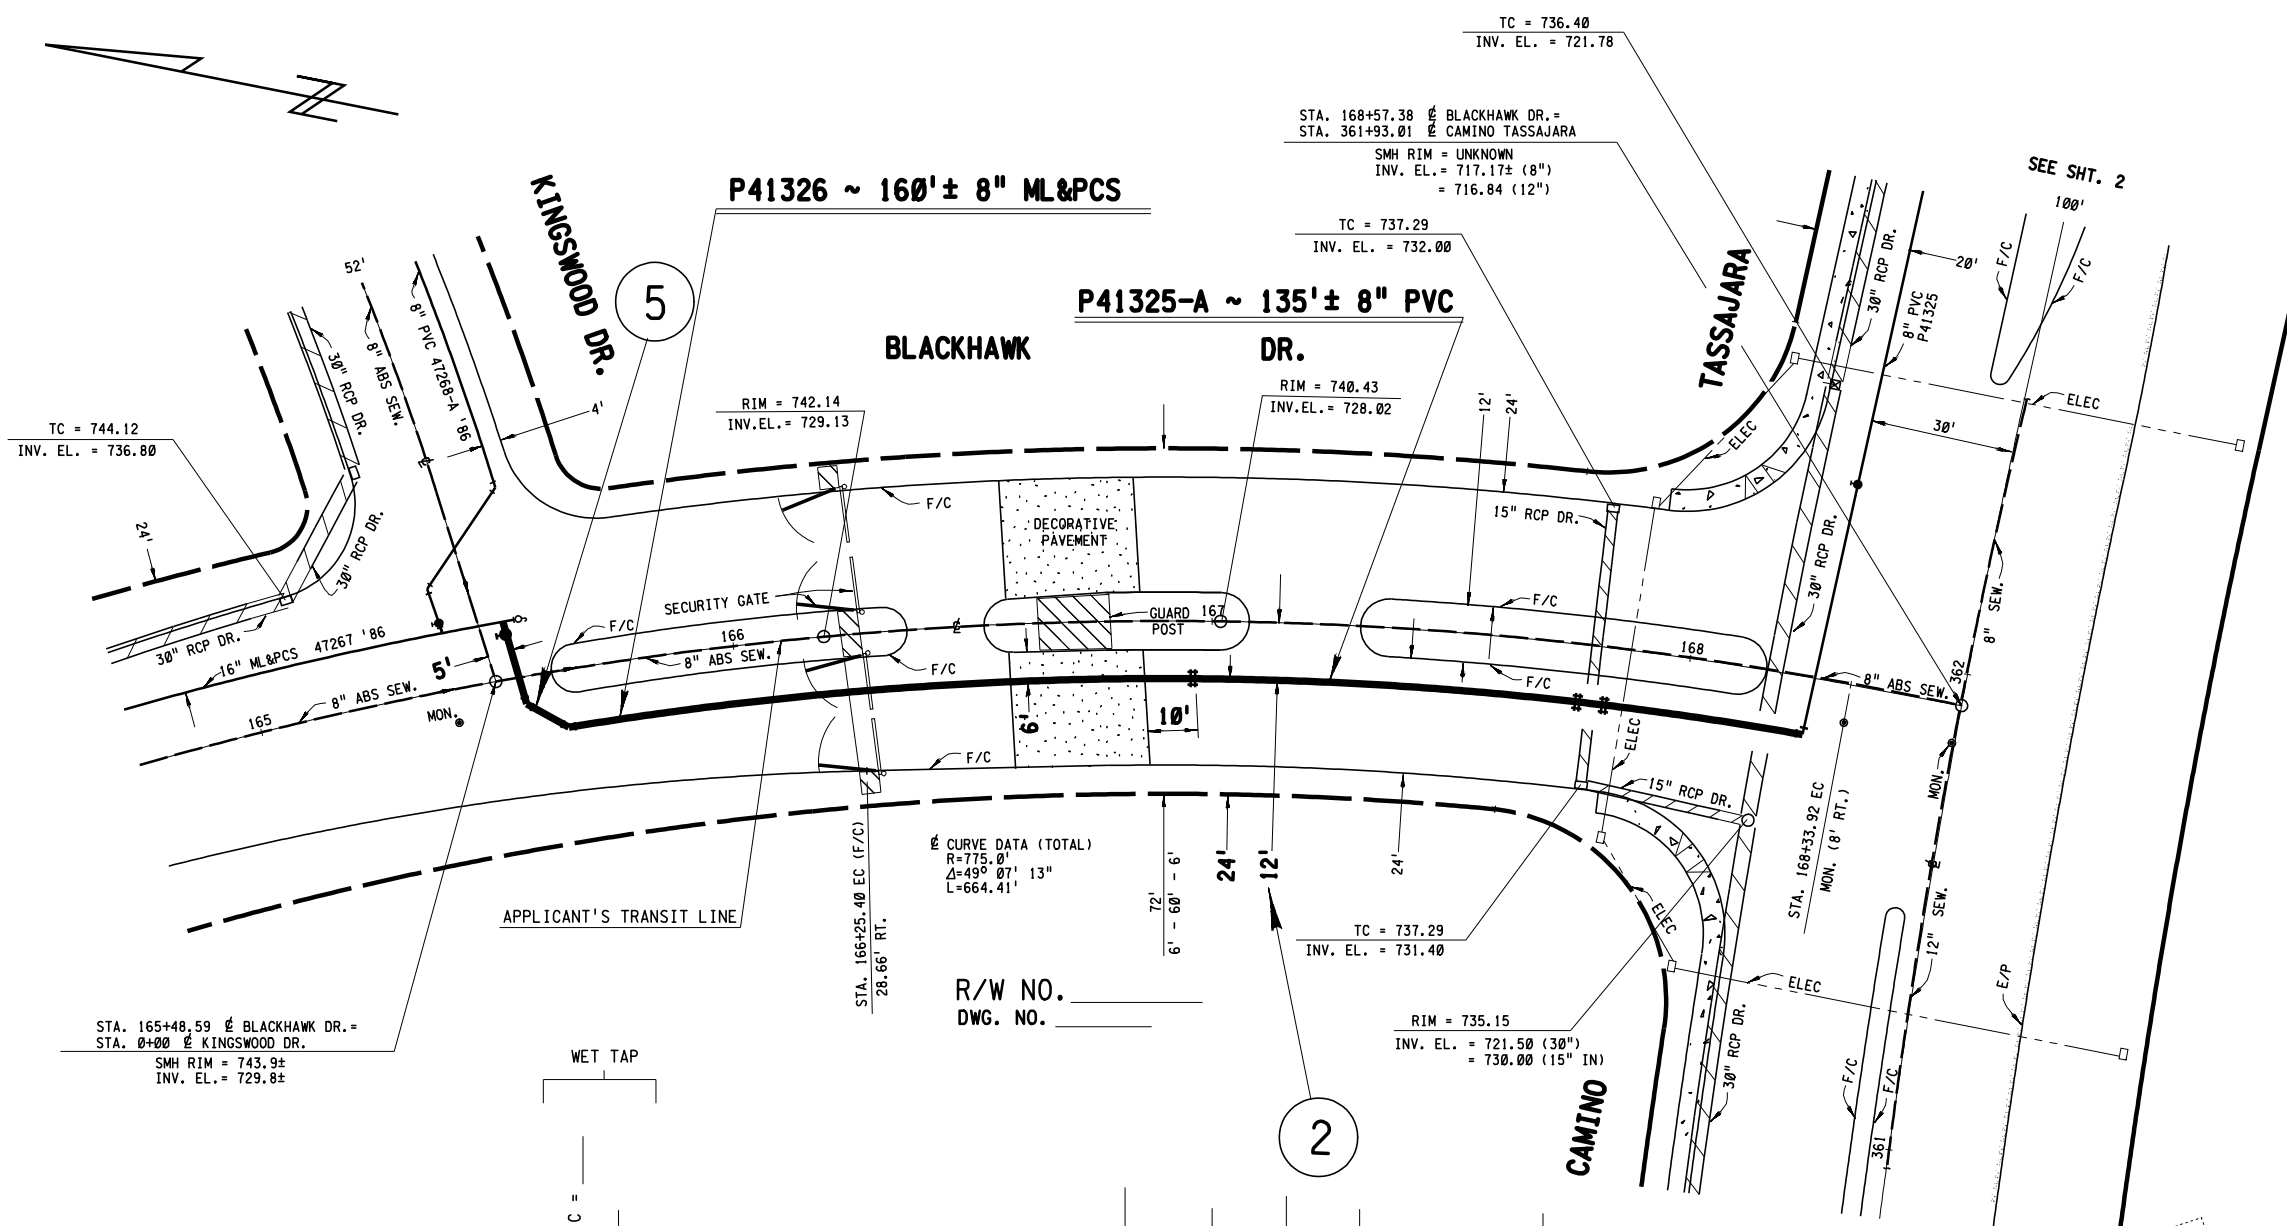 TC = 736.40
INV. EL. = 721.78
STA. 168+57.38 ℄ BLACKHAWK DR.=
STA. 361+93.01 ℄ CAMINO TASSAJARA
SMH RIM = UNKNOWN
INV. EL.= 717.17± (8")
= 716.84 (12")
SEE SHT. 2
100'
KINGSWOOD DR.
P41326 ~ 160'± 8" ML&PCS
TC = 737.29
INV. EL. = 732.00
TASSAJARA
30" RCP DR.
20'
F/C
F/C
52'
8" PVC 47268-A '86
8" ABS SEW.
30" RCP DR.
5
P41325-A ~ 135'± 8" PVC
8" PVC
P41325
BLACKHAWK DR.
RIM = 740.43
INV.EL.= 728.02
RIM = 742.14
INV.EL.= 729.13
4'
12'
24'
ELEC
ELEC
30'
TC = 744.12
INV. EL. = 736.80
24'
30" RCP DR.
F/C
DECORATIVE
PAVEMENT
15" RCP DR.
30" RCP DR.
8" SEW.
SECURITY GATE
F/C
166
8" ABS SEW.
F/C
℄
GUARD
POST
167
F/C
168
F/C
8" ABS SEW.
362
30" RCP DR.
16" ML&PCS 47267 '86
5'
165
8" ABS SEW.
MON.
6'
10'
ELEC
F/C
15" RCP DR.
STA. 168+33.92 EC
MON. (8' RT.)
MON.
℄
℄ CURVE DATA (TOTAL)
R=775.0'
Δ=49° 07' 13"
L=664.41'
STA. 166+25.40 EC (F/C)
28.66' RT.
72'
6' - 60' - 6'
24'
12'
24'
APPLICANT'S TRANSIT LINE
TC = 737.29
INV. EL. = 731.40
ELEC
12" SEW.
ELEC
E/P
R/W NO.
DWG. NO.
STA. 165+48.59 ℄ BLACKHAWK DR.=
STA. 0+00 ℄ KINGSWOOD DR.
SMH RIM = 743.9±
INV. EL.= 729.8±
RIM = 735.15
INV. EL. = 721.50 (30")
= 730.00 (15" IN)
30" RCP DR.
F/C
F/C
361
WET TAP
CAMINO
2
C "